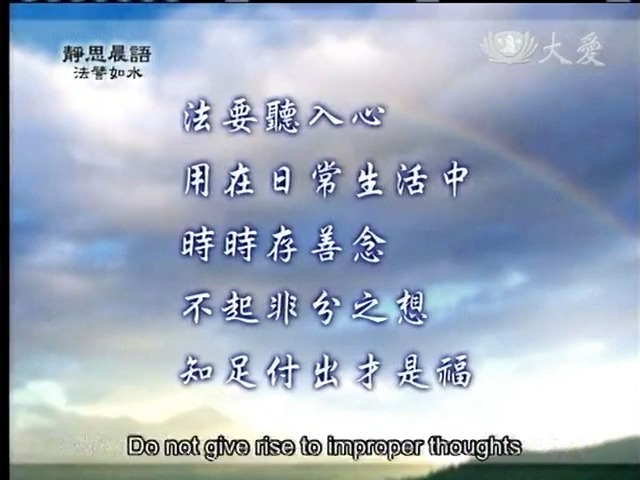 靜思晨語
法譬如水
大愛
法要聽入心
用在日常生活中
時時存善念
不起非分之想
知足付出才是福
Do not give rise to improper thoughts